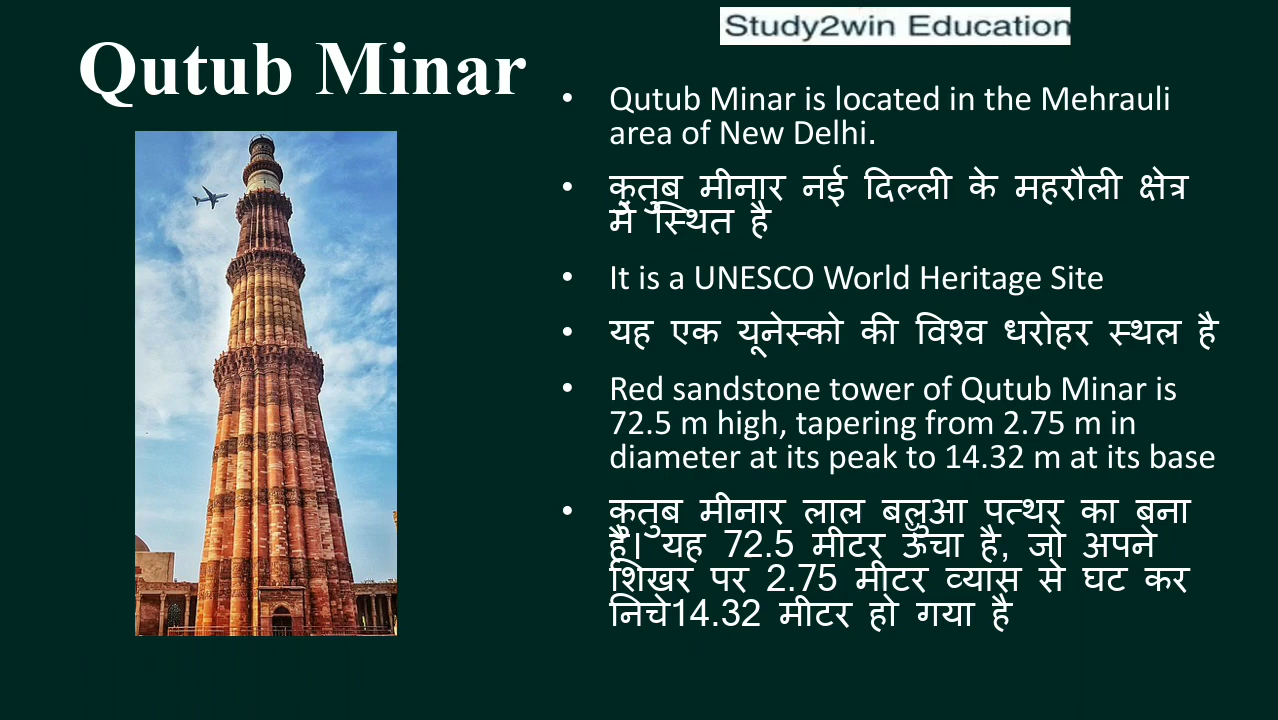 Study2win Education
Qutub Minar
• Qutub Minar is located in the Mehrauli
area of New Delhi.
• कुतुब मीनार नई दिल्ली के महरौली क्षेत्र
में स्थित है
• It is a UNESCO World Heritage Site
• यह एक यूनेस्को की विश्व धरोहर स्थल है
• Red sandstone tower of Qutub Minar is
72.5 m high, tapering from 2.75 m in
diameter at its peak to 14.32 m at its base
• कुतुब मीनार लाल बलुआ पत्थर का बना
है। यह 72.5 मीटर ऊँचा है, जो अपने
शिखर पर 2.75 मीटर व्यास से घट कर
निचे14.32 मीटर हो गया है